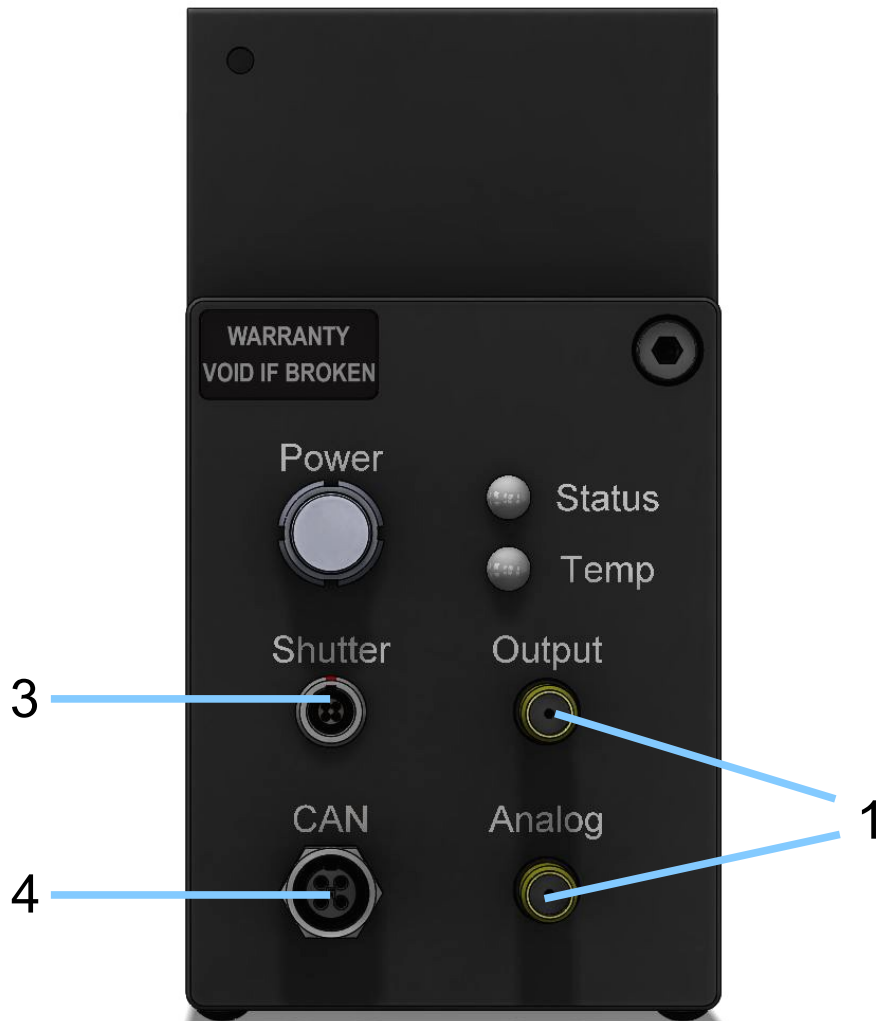 WARRANTY
VOID IF BROKEN
Power
Status
Temp
Shutter
Output
3
1
CAN
Analog
4